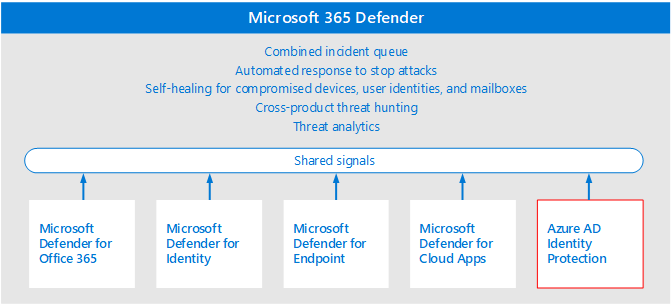 Microsoft 365 Defender
Combined incident queue
Automated response to stop attacks
Self-healing for compromised devices, user identities, and mailboxes
Cross-product threat hunting
Threat analytics
Shared signals
Microsoft
Defender for
Office 365
Microsoft
Defender for
Identity
Microsoft
Defender for
Endpoint
Microsoft
Defender for
Cloud Apps
Azure AD
Identity
Protection